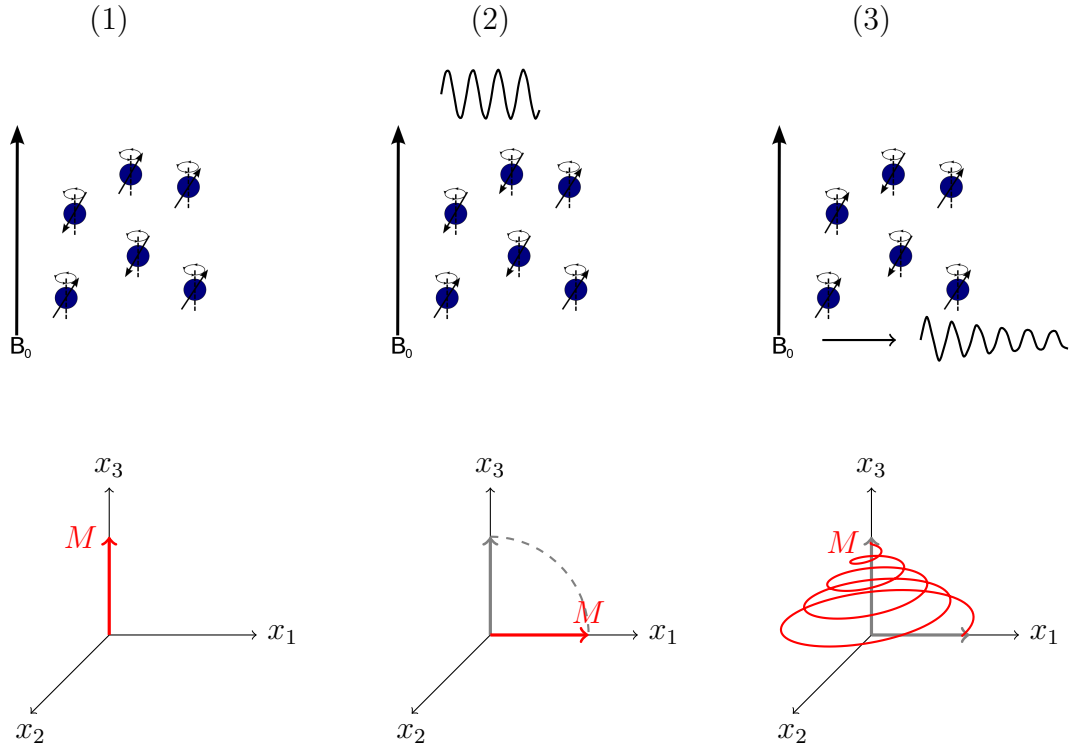 (1) (2) (3)
B₀ B₀ B₀
x₃ x₃ x₃
M M
M
x₁ x₁ x₁
x₂ x₂ x₂